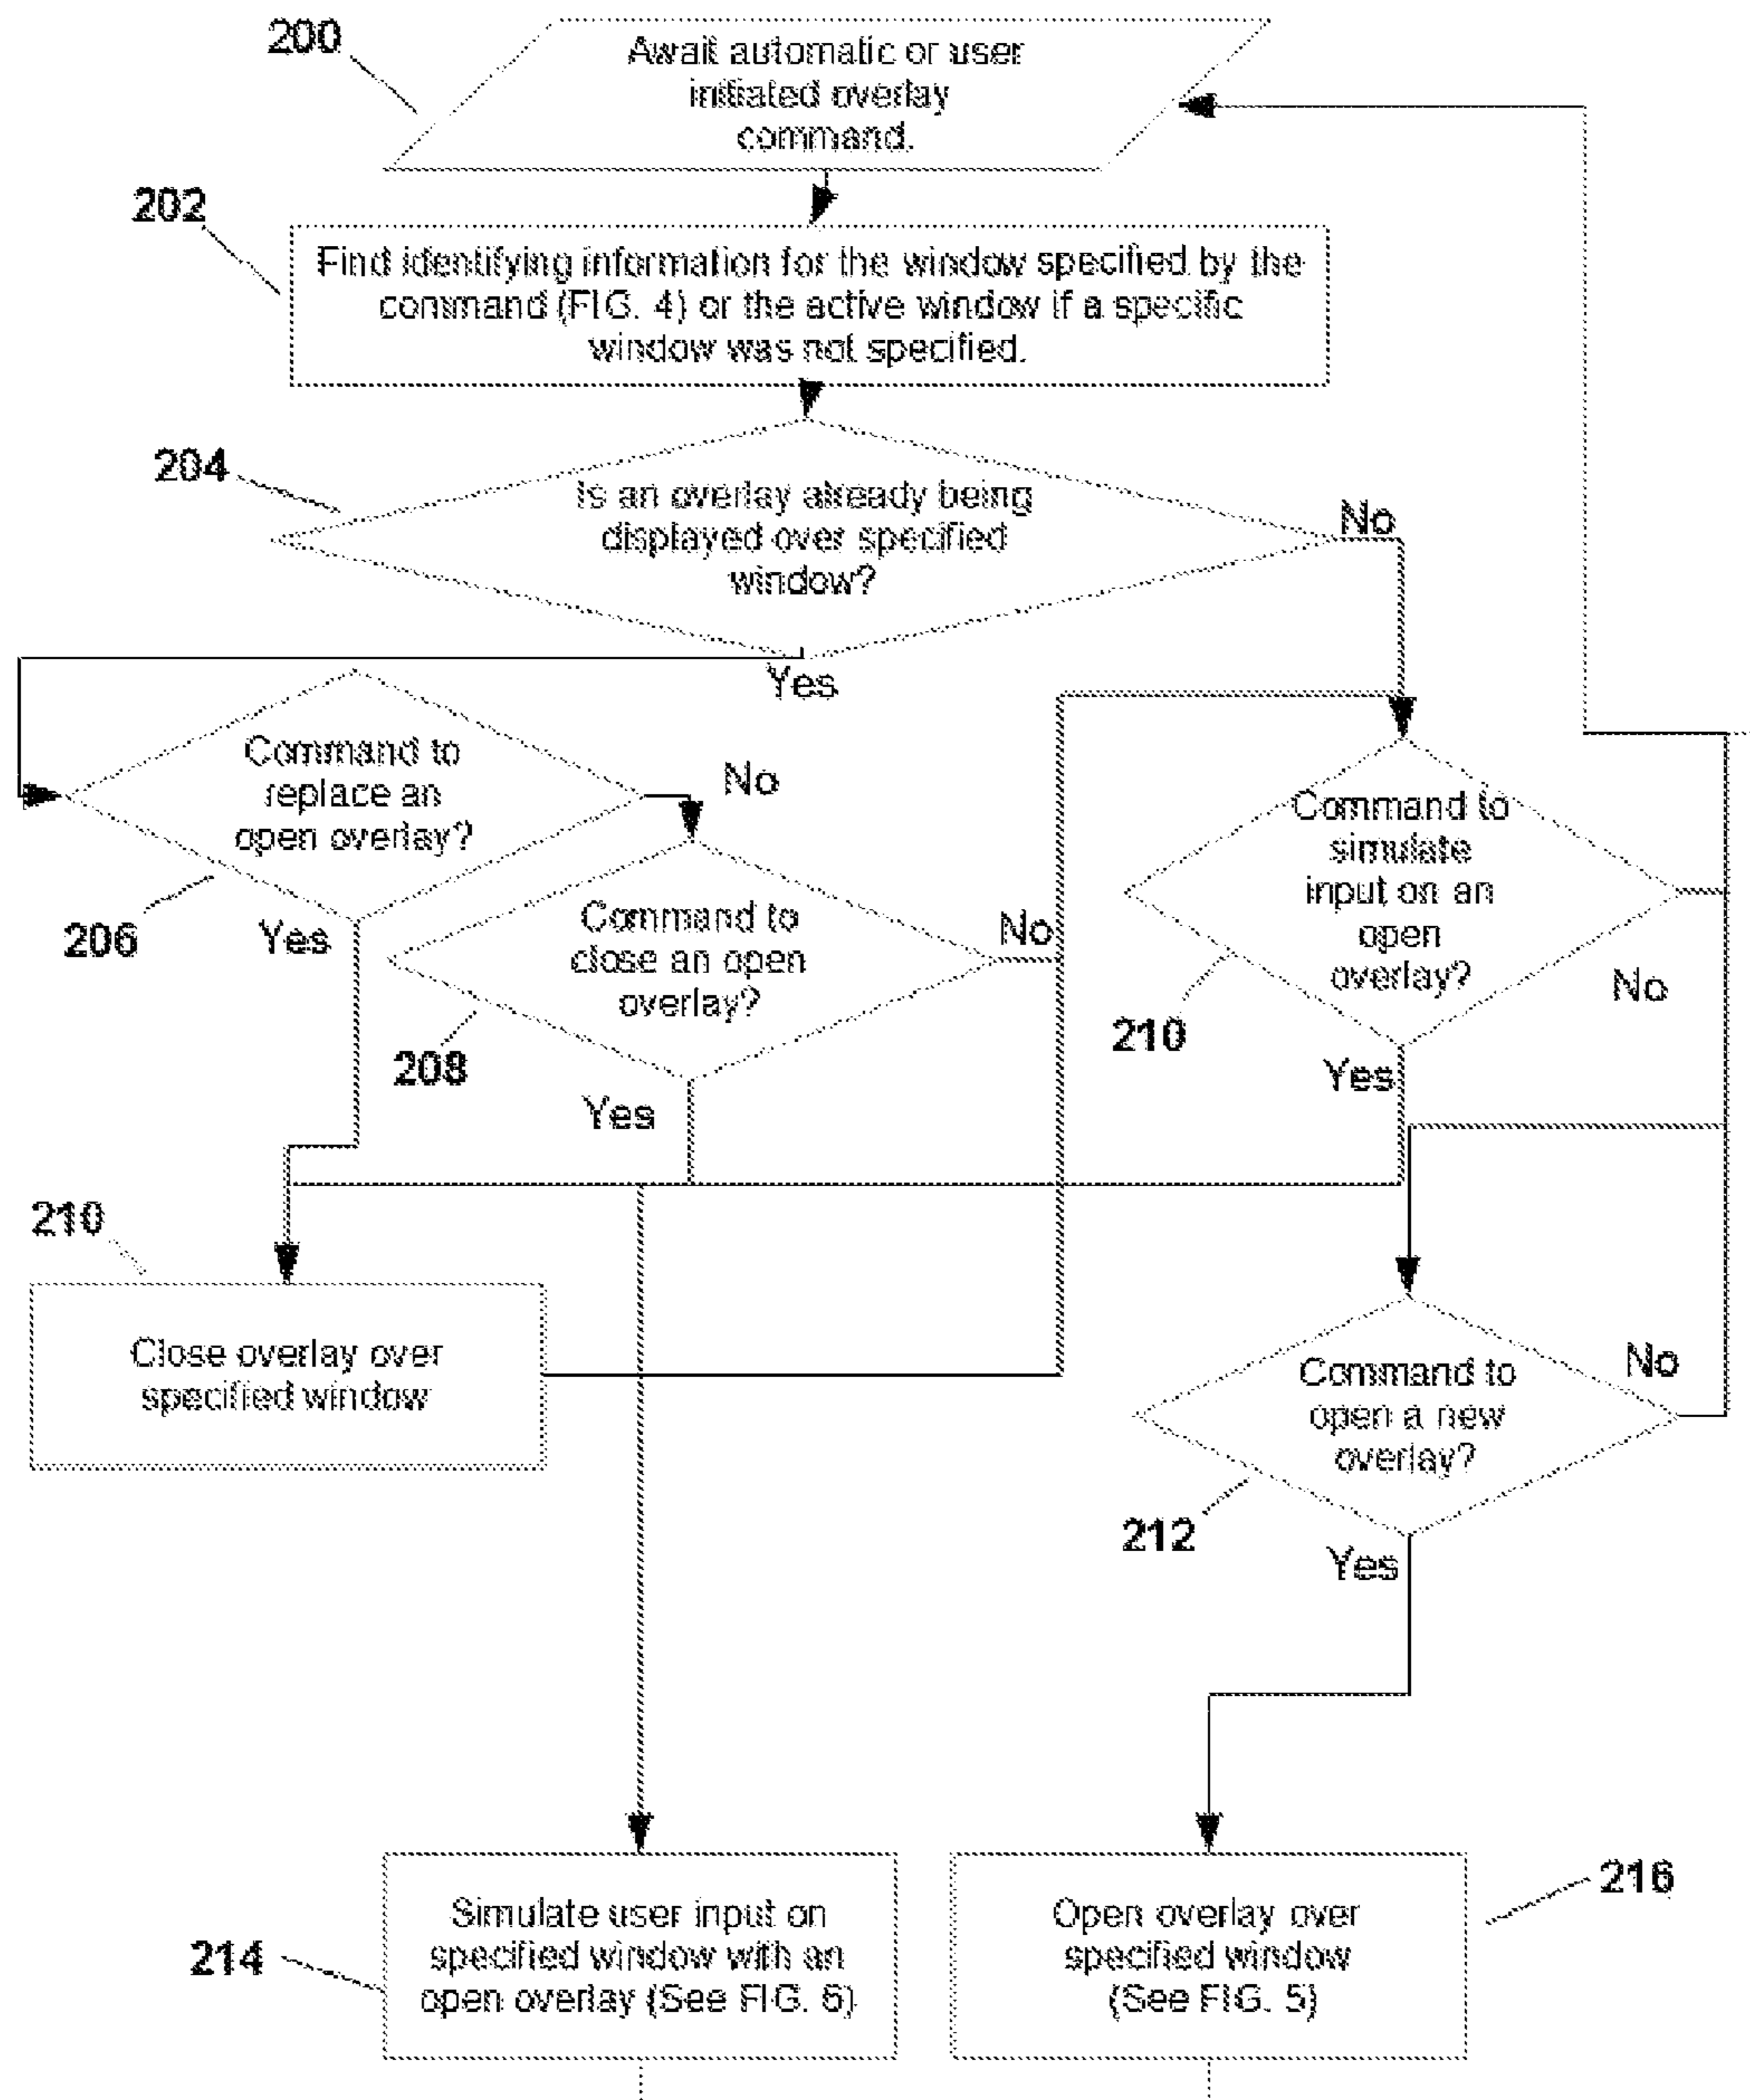 200
Await automatic or user
initiated overlay
command.
202
Find identifying information for the window specified by the
command (FIG. 4) or the active window if a specific
window was not specified.
204
Is an overlay already being
displayed over specified
window?
No
Yes
Command to
replace an
open overlay?
No
206
Yes
Command to
close an open
overlay?
No
208
Yes
Command to
simulate
input on an
open
overlay?
No
210
Yes
210
Close overlay over
specified window
Command to
open a new
overlay?
No
212
Yes
Simulate user input on
specified window with an
open overlay (See FIG. 6)
214
Open overlay over
specified window
(See FIG. 5)
216